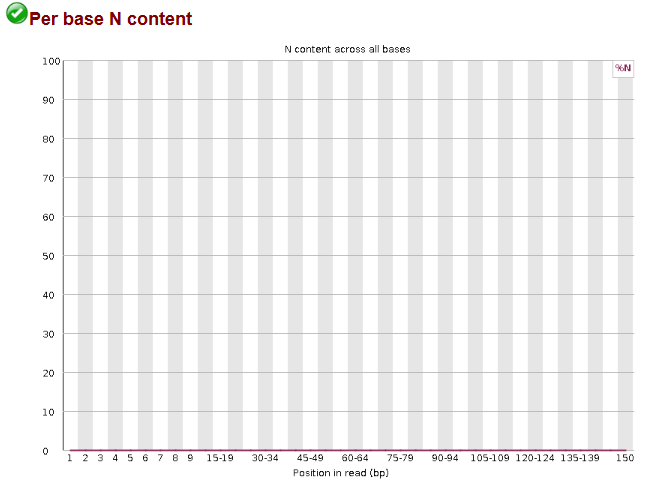 Per base N content
N content across all bases
%N
100
90
80
70
60
50
40
30
20
10
0
1 2 3 4 5 6 7 8 9 15-19 30-34 45-49 60-64 75-79 90-94 105-109 120-124 135-139 150
Position in read (bp)